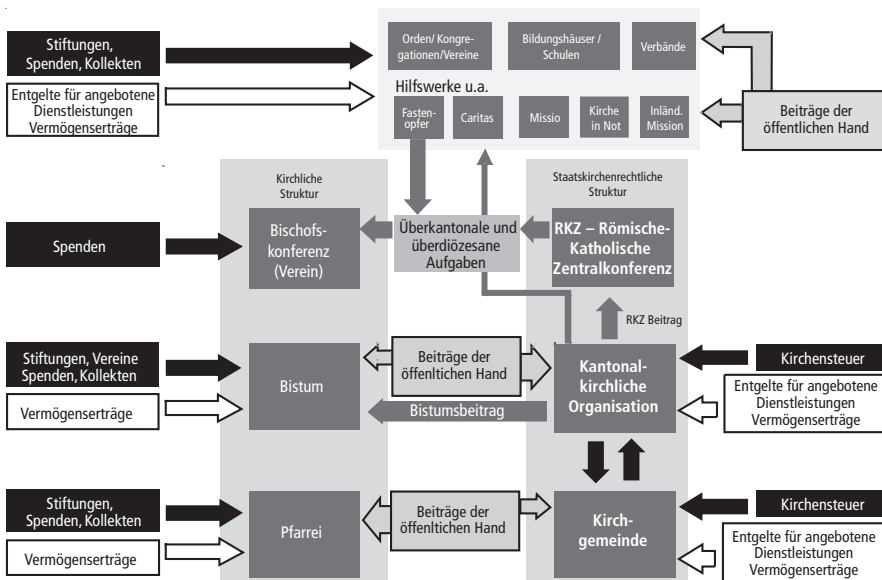 Stiftungen,
Spenden, Kollekten
Entgelte für angebotene
Dienstleistungen
Vermögenserträge
Orden/ Kongre-
gationen/Vereine
Bildungshäuser /
Schulen
Verbände
Hilfswerke u.a.
Fasten-
opfer
Caritas
Missio
Kirche
in Not
Inländ.
Mission
Beiträge der
öffentlichen Hand
Kirchliche
Struktur
Staatskirchenrechtliche
Struktur
Spenden
Bischofs-
konferenz
(Verein)
Überkantonale und
überdiözesane
Aufgaben
RKZ – Römische-
Katholische
Zentralkonferenz
RKZ Beitrag
Stiftungen, Vereine
Spenden, Kollekten
Vermögenserträge
Bistum
Beiträge der
öffenltichen Hand
Bistumsbeitrag
Kantonal-
kirchliche
Organisation
Kirchensteuer
Entgelte für angebotene
Dienstleistungen
Vermögenserträge
Stiftungen,
Spenden, Kollekten
Vermögenserträge
Pfarrei
Beiträge der
öffenltichen Hand
Kirch-
gemeinde
Kirchensteuer
Entgelte für angebotene
Dienstleistungen
Vermögenserträge